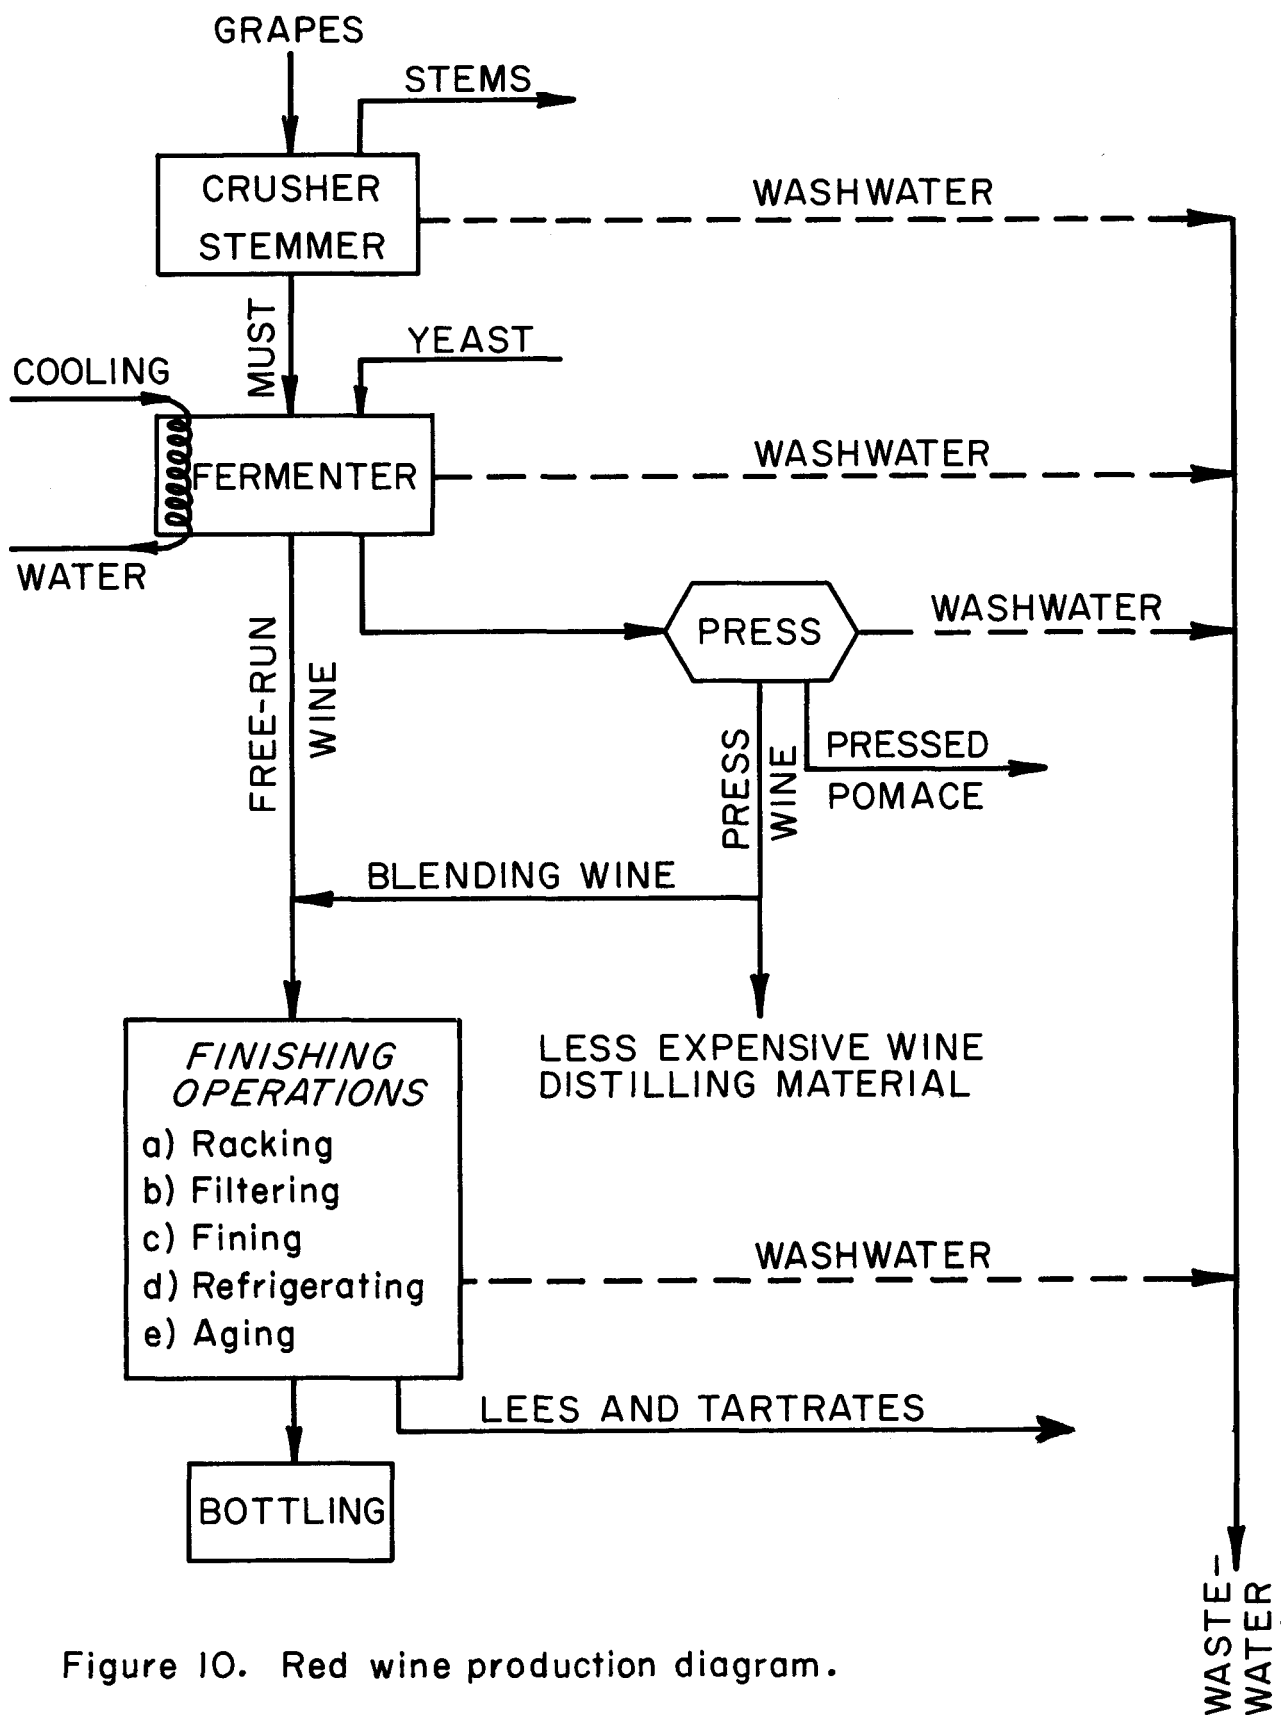 GRAPES
STEMS
CRUSHER
STEMMER
WASHWATER
MUST
YEAST
COOLING
FERMENTER
WASHWATER
WATER
PRESS
WASHWATER
FREE-RUN
WINE
PRESS
WINE
PRESSED
POMACE
BLENDING WINE
LESS EXPENSIVE WINE
DISTILLING MATERIAL
FINISHING
OPERATIONS
a) Racking
b) Filtering
c) Fining
d) Refrigerating
e) Aging
WASHWATER
LEES AND TARTRATES
BOTTLING
WASTE-
WATER
Figure 10. Red wine production diagram.